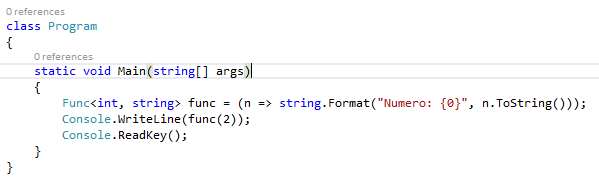 0 references
class Program
{
0 references
static void Main(string[] args)
{
Func<int, string> func = (n => string.Format("Numero: {0}", n.ToString()));
Console.WriteLine(func(2));
Console.ReadKey();
}
}